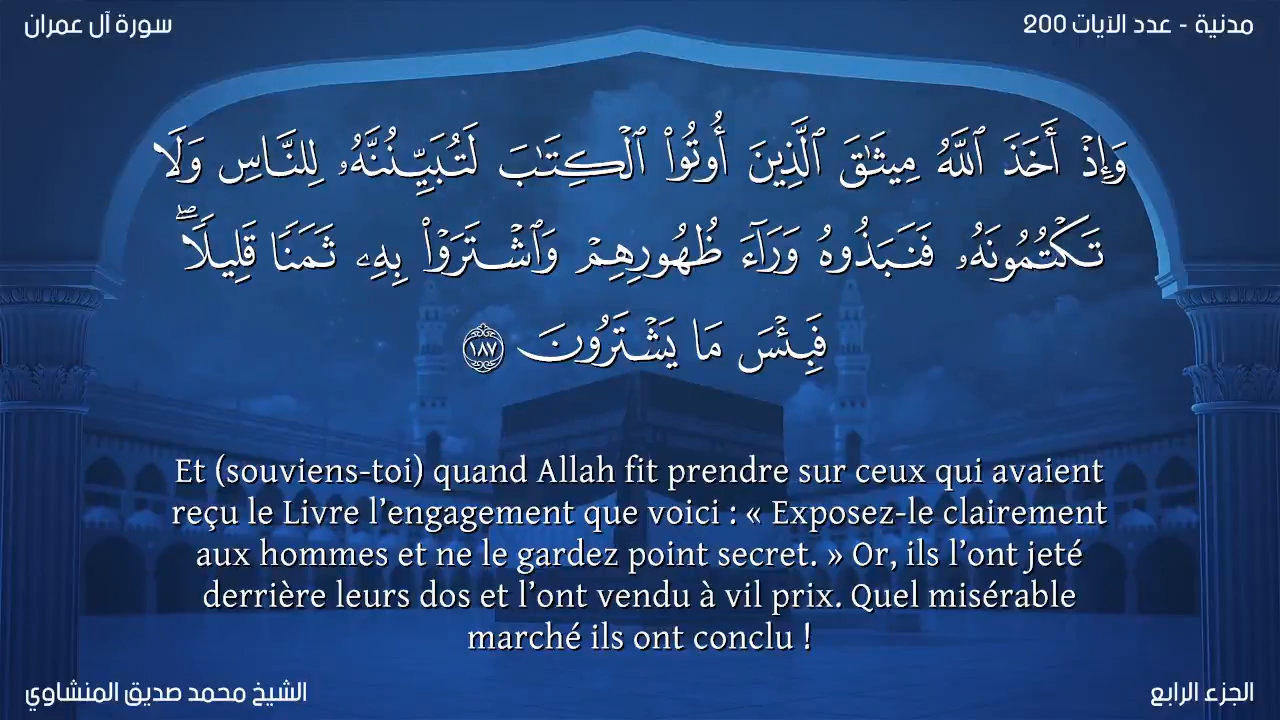 سورة آل عمران
مدنية - عدد الآيات 200
وَإِذْ أَخَذَ ٱللَّهُ مِيثَٰقَ ٱلَّذِينَ أُوتُوا۟ ٱلْكِتَٰبَ لَتُبَيِّنُنَّهُۥ لِلنَّاسِ وَلَا
تَكْتُمُونَهُۥ فَنَبَذُوهُ وَرَآءَ ظُهُورِهِمْ وَٱشْتَرَوْا۟ بِهِۦ ثَمَنًا قَلِيلًا ۖ
فَبِئْسَ مَا يَشْتَرُونَ ١٨٧
Et (souviens-toi) quand Allah fit prendre sur ceux qui avaient
reçu le Livre l’engagement que voici : « Exposez-le clairement
aux hommes et ne le gardez point secret. » Or, ils l’ont jeté
derrière leurs dos et l’ont vendu à vil prix. Quel misérable
marché ils ont conclu !
الشيخ محمد صديق المنشاوي
الجزء الرابع